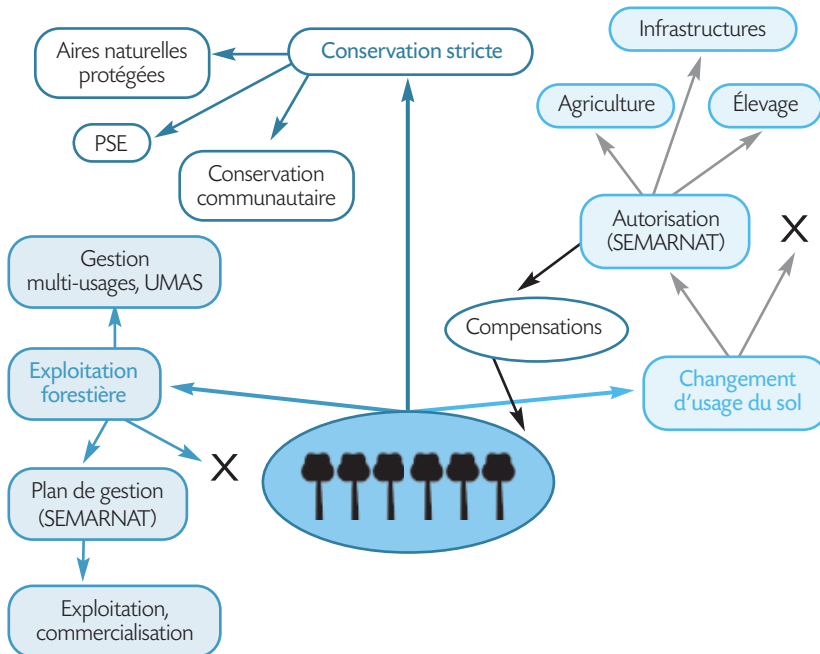 Infrastructures
Aires naturelles
protégées
Conservation stricte
Agriculture
Élevage
PSE
Conservation
communautaire
Autorisation
(SEMARNAT)
X
Gestion
multi-usages, UMAS
Compensations
Exploitation
forestière
Changement
d'usage du sol
X
Plan de gestion
(SEMARNAT)
Exploitation,
commercialisation